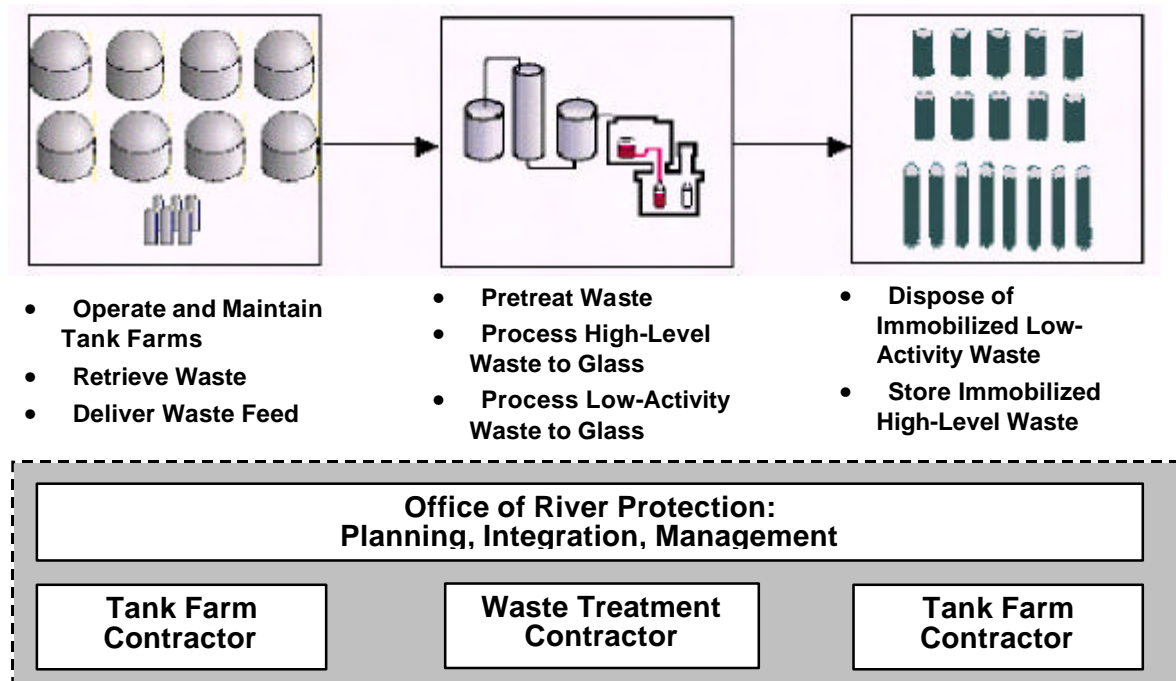 • Operate and Maintain
Tank Farms
• Retrieve Waste
• Deliver Waste Feed
• Pretreat Waste
• Process High-Level
Waste to Glass
• Process Low-Activity
Waste to Glass
• Dispose of
Immobilized Low-
Activity Waste
• Store Immobilized
High-Level Waste
Office of River Protection:
Planning, Integration, Management
Tank Farm
Contractor
Waste Treatment
Contractor
Tank Farm
Contractor